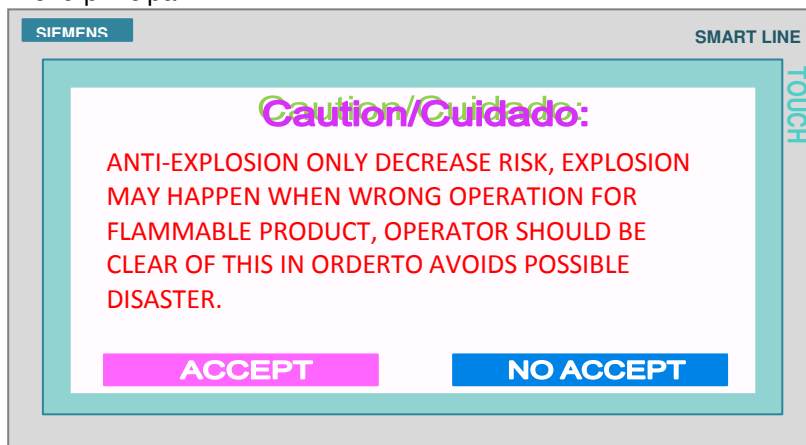 SIEMENS
SMART LINE
TOUCH
Caution/Cuidado:
ANTI-EXPLOSION ONLY DECREASE RISK, EXPLOSION
MAY HAPPEN WHEN WRONG OPERATION FOR
FLAMMABLE PRODUCT, OPERATOR SHOULD BE
CLEAR OF THIS IN ORDERTO AVOIDS POSSIBLE
DISASTER.
ACCEPT
NO ACCEPT